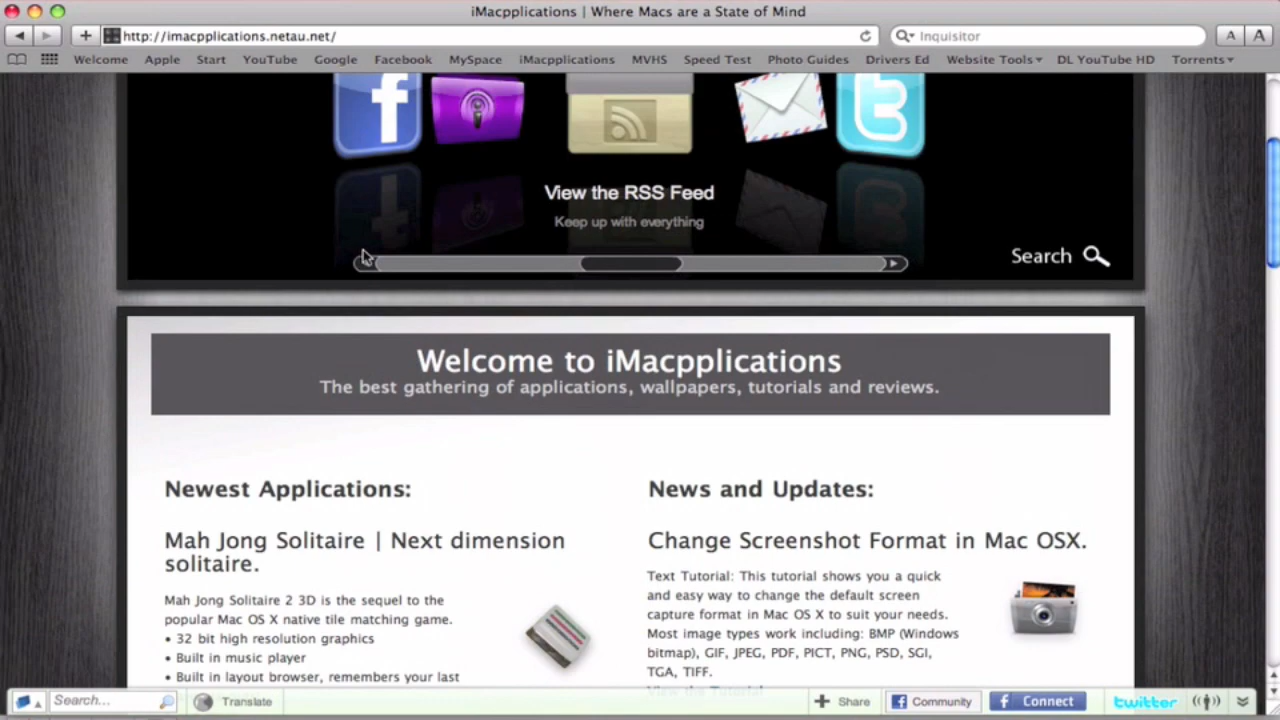 iMacpplications | Where Macs are a State of Mind
http://imacpplications.netau.net/
Inquisitor
A A
Welcome Apple Start YouTube Google Facebook MySpace iMacpplications MVHS Speed Test Photo Guides Drivers Ed Website Tools DL YouTube HD Torrents
View the RSS Feed
Keep up with everything
Search
Welcome to iMacpplications
The best gathering of applications, wallpapers, tutorials and reviews.
Newest Applications:
Mah Jong Solitaire | Next dimension
solitaire.
Mah Jong Solitaire 2 3D is the sequel to the
popular Mac OS X native tile matching game.
• 32 bit high resolution graphics
• Built in music player
• Built in layout browser, remembers your last
News and Updates:
Change Screenshot Format in Mac OSX.
Text Tutorial: This tutorial shows you a quick
and easy way to change the default screen
capture format in Mac OS X to suit your needs.
Most image types work including: BMP (Windows
bitmap), GIF, JPEG, PDF, PICT, PNG, PSD, SGI,
TGA, TIFF.
View the Tutorial
Search... Translate Share Community Connect twitter